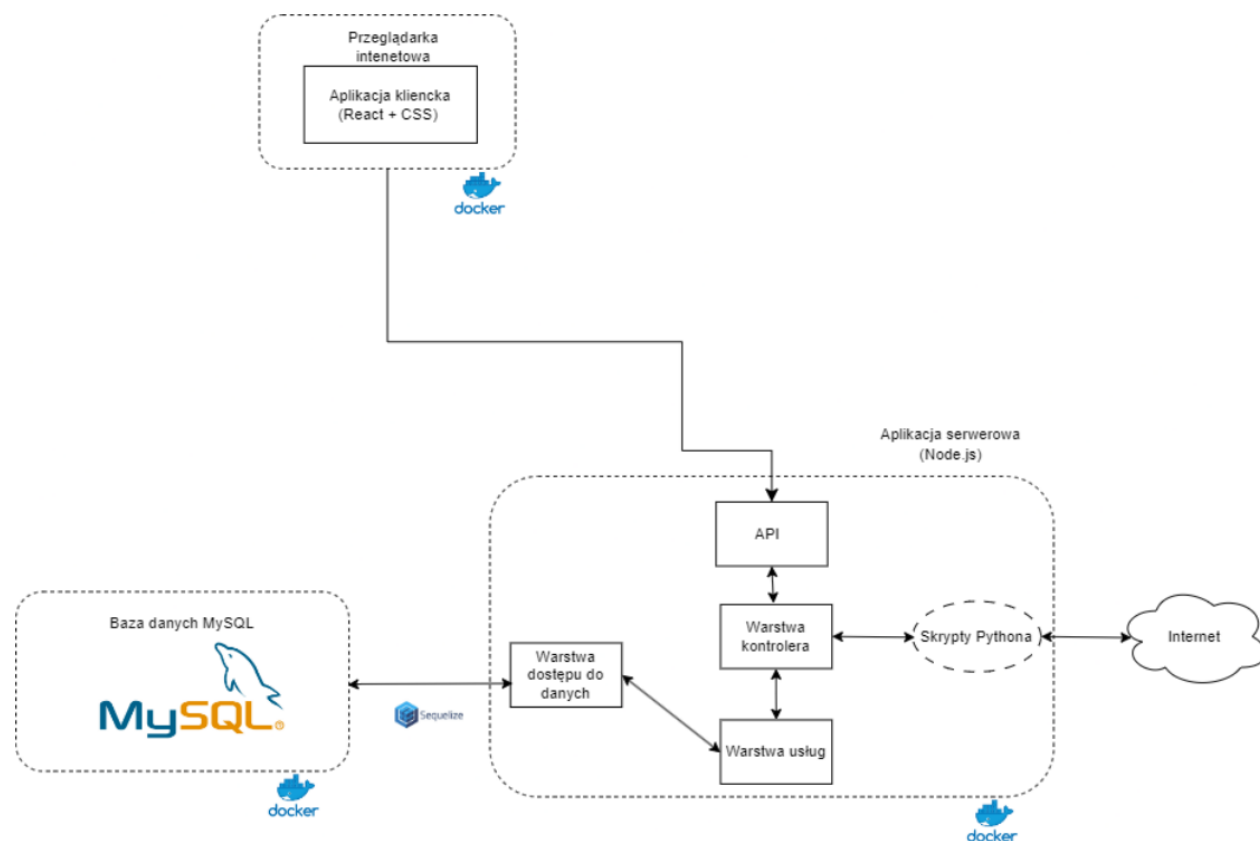 Przeglądarka
intenetowa
Aplikacja kliencka
(React + CSS)
docker
Aplikacja serwerowa
(Node.js)
API
Baza danych MySQL
MySQL®
docker
Sequelize
Warstwa
dostępu do
danych
Warstwa
kontrolera
Skrypty Pythona
Internet
Warstwa usług
docker